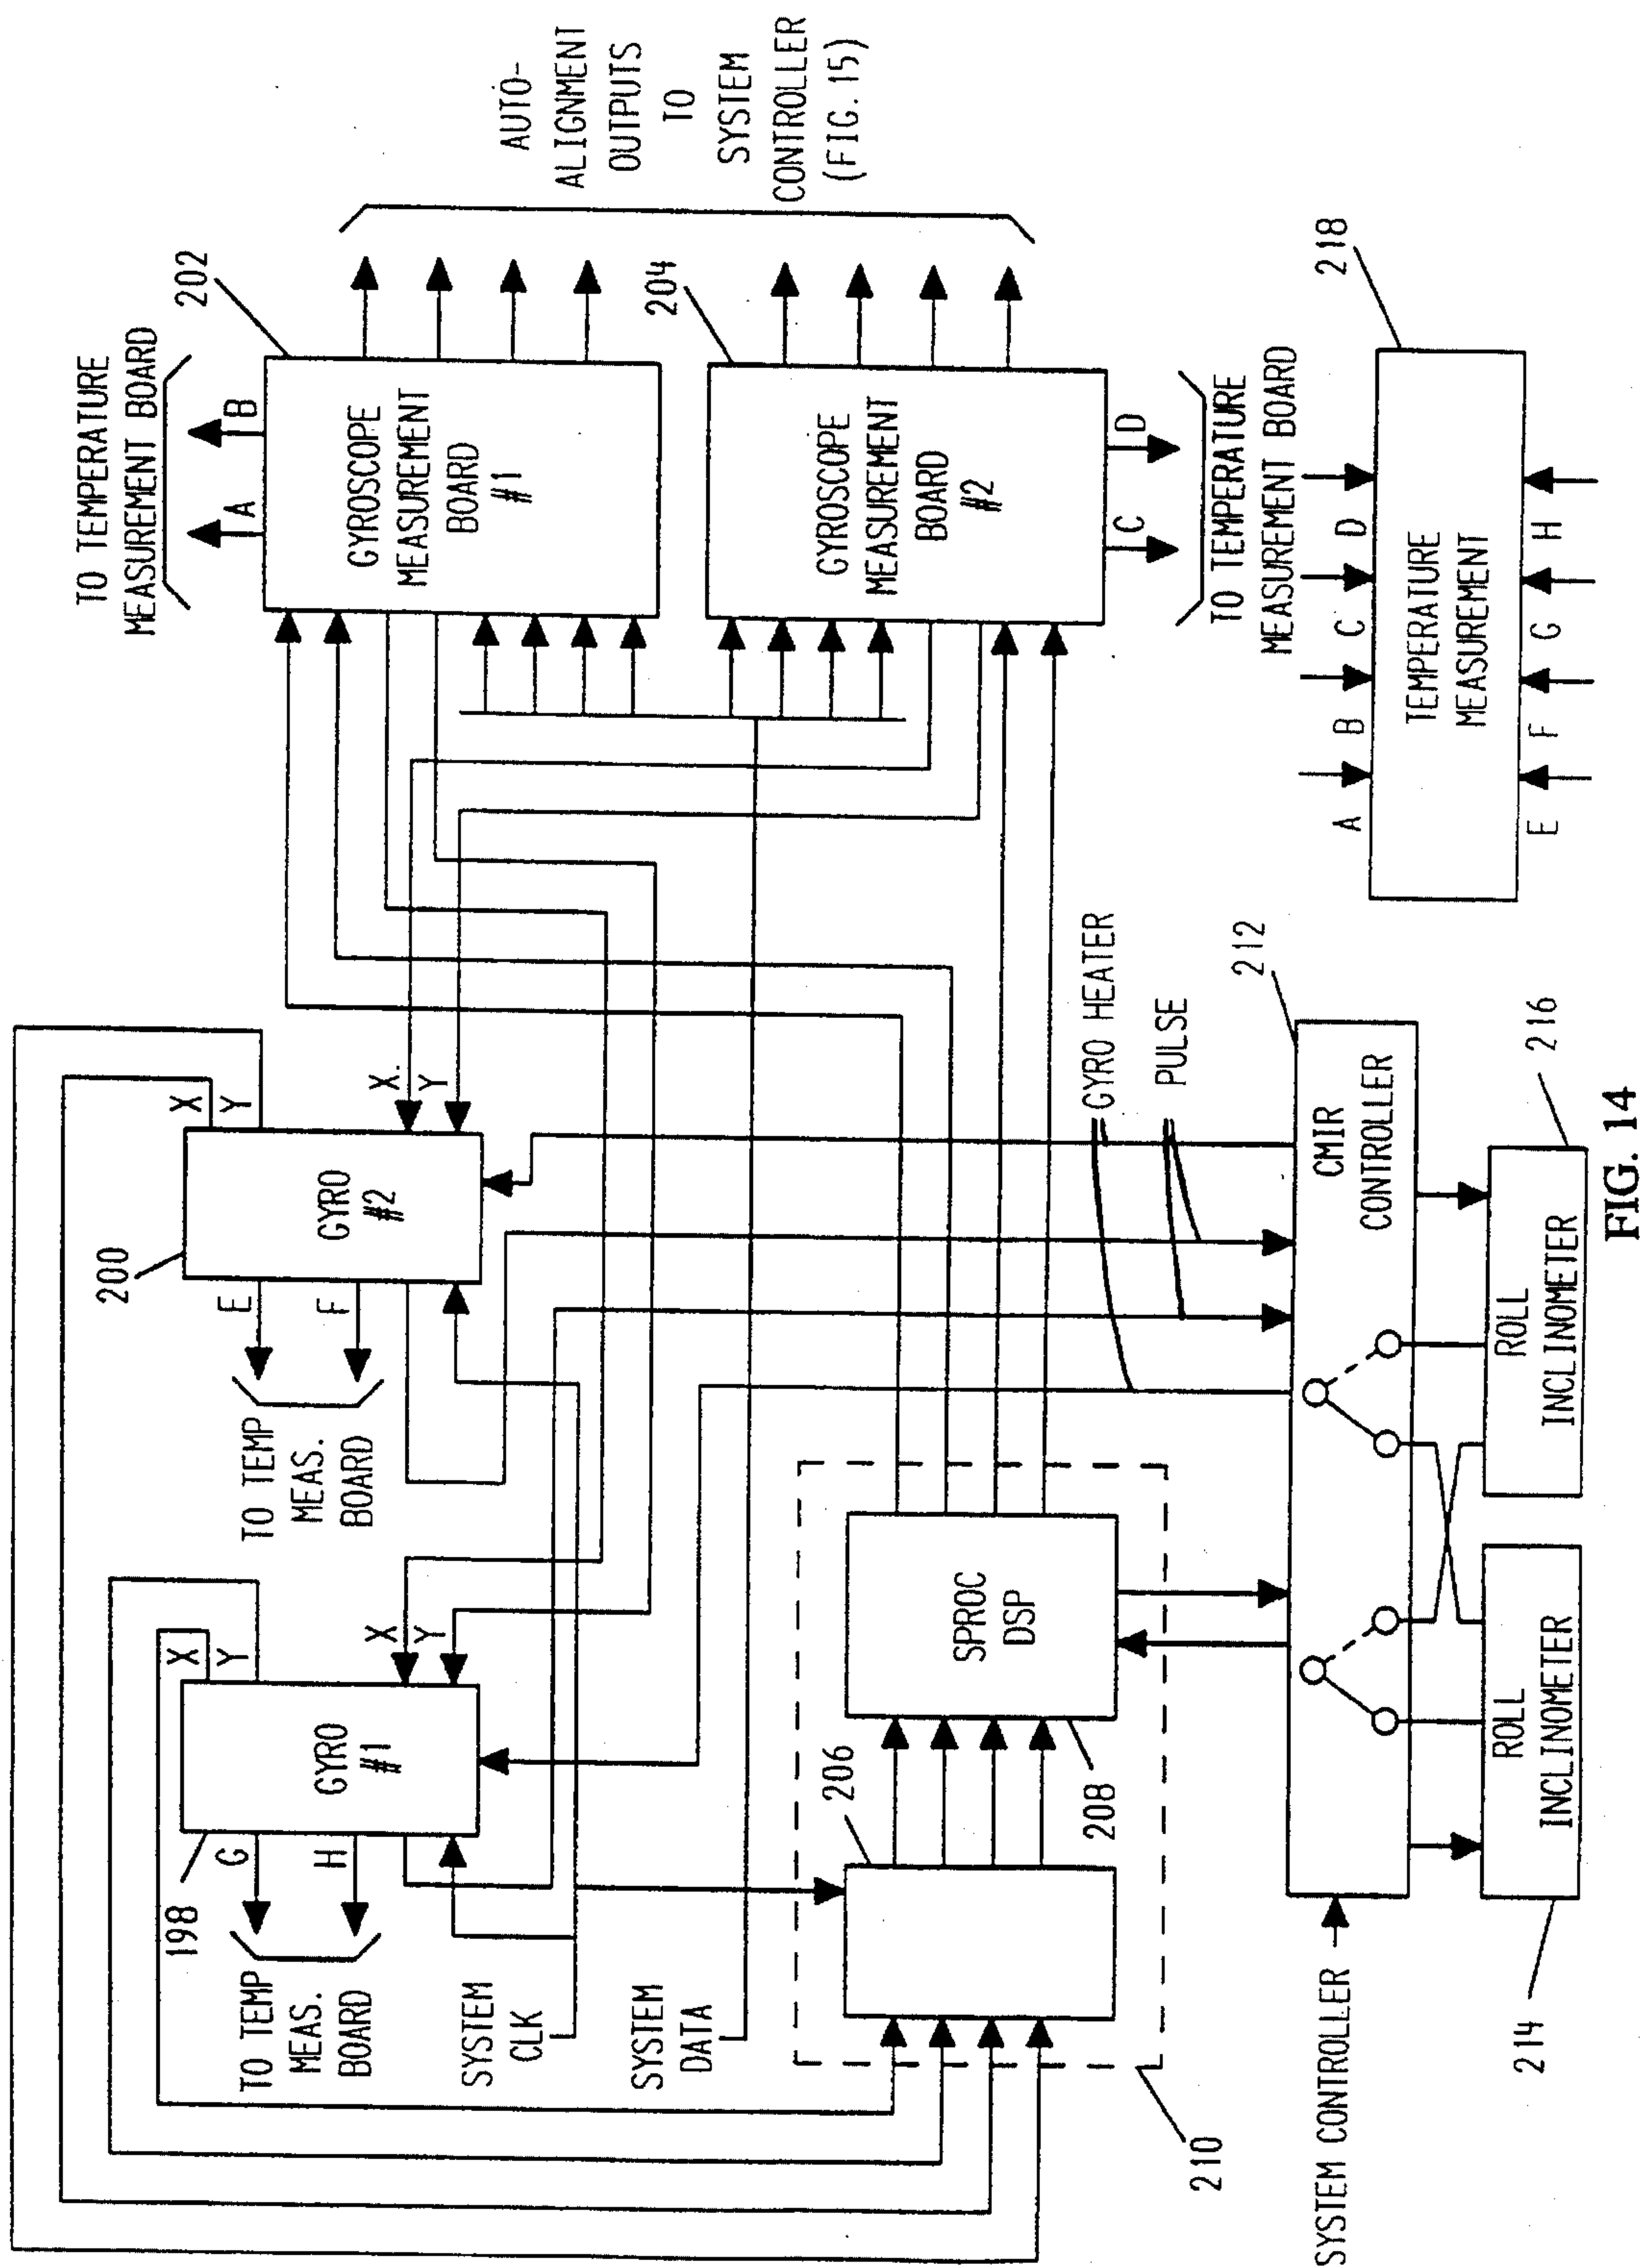 TO TEMPERATURE
MEASUREMENT BOARD
A
B
202
GYROSCOPE
MEASUREMENT
BOARD
#1
AUTO-
ALIGNMENT
OUTPUTS
TO
SYSTEM
CONTROLLER
(FIG. 15)
204
GYROSCOPE
MEASUREMENT
BOARD
#2
C
D
TO TEMPERATURE
MEASUREMENT BOARD
200
GYRO
#2
X
Y
X.
Y
E
F
TO TEMP
MEAS.
BOARD
198
GYRO
#1
X
Y
X
Y
G
H
TO TEMP
MEAS.
BOARD
SYSTEM
CLK
SYSTEM
DATA
206
SPROC
DSP
208
210
GYRO HEATER
PULSE
212
CMIR
CONTROLLER
SYSTEM CONTROLLER
ROLL
INCLINOMETER
214
ROLL
INCLINOMETER
216
218
A
B
C
D
TEMPERATURE
MEASUREMENT
E
F
G
H
FIG. 14